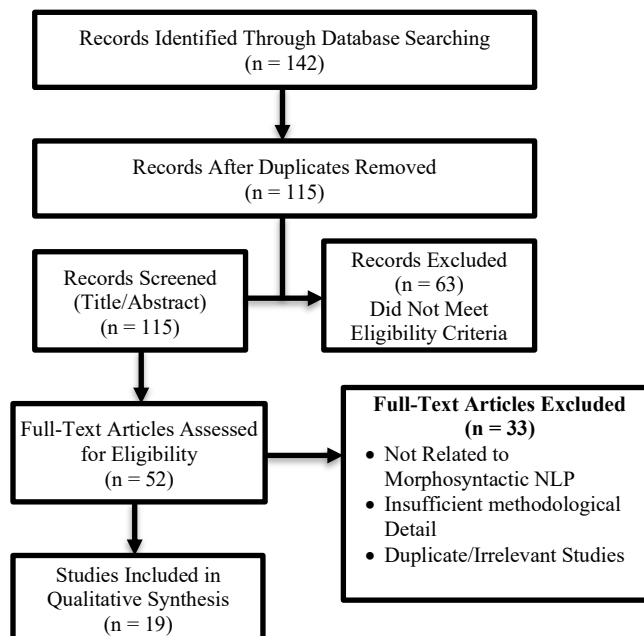 Records Identified Through Database Searching
(n = 142)
Records After Duplicates Removed
(n = 115)
Records Screened
(Title/Abstract)
(n = 115)
Records Excluded
(n = 63)
Did Not Meet
Eligibility Criteria
Full-Text Articles Assessed
for Eligibility
(n = 52)
Full-Text Articles Excluded
(n = 33)
• Not Related to
Morphosyntactic NLP
• Insufficient methodological
Detail
• Duplicate/Irrelevant Studies
Studies Included in
Qualitative Synthesis
(n = 19)